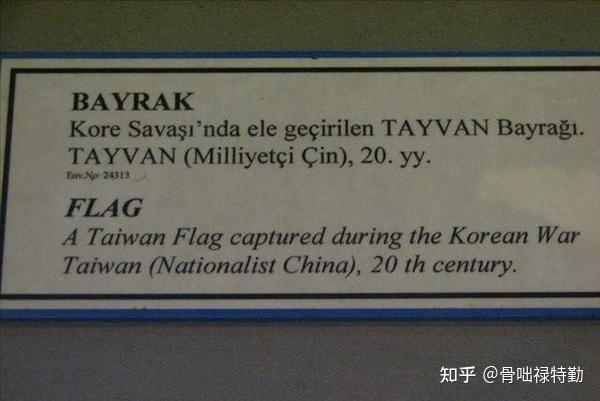 BAYRAK
Kore Savaşı'nda ele geçirilen TAYVAN Bayrağı.
TAYVAN (Milliyetçi Çin), 20. yy.
Env.No: 24313
FLAG
A Taiwan Flag captured during the Korean War
Taiwan (Nationalist China), 20 th century.
知乎 @骨咄禄特勤